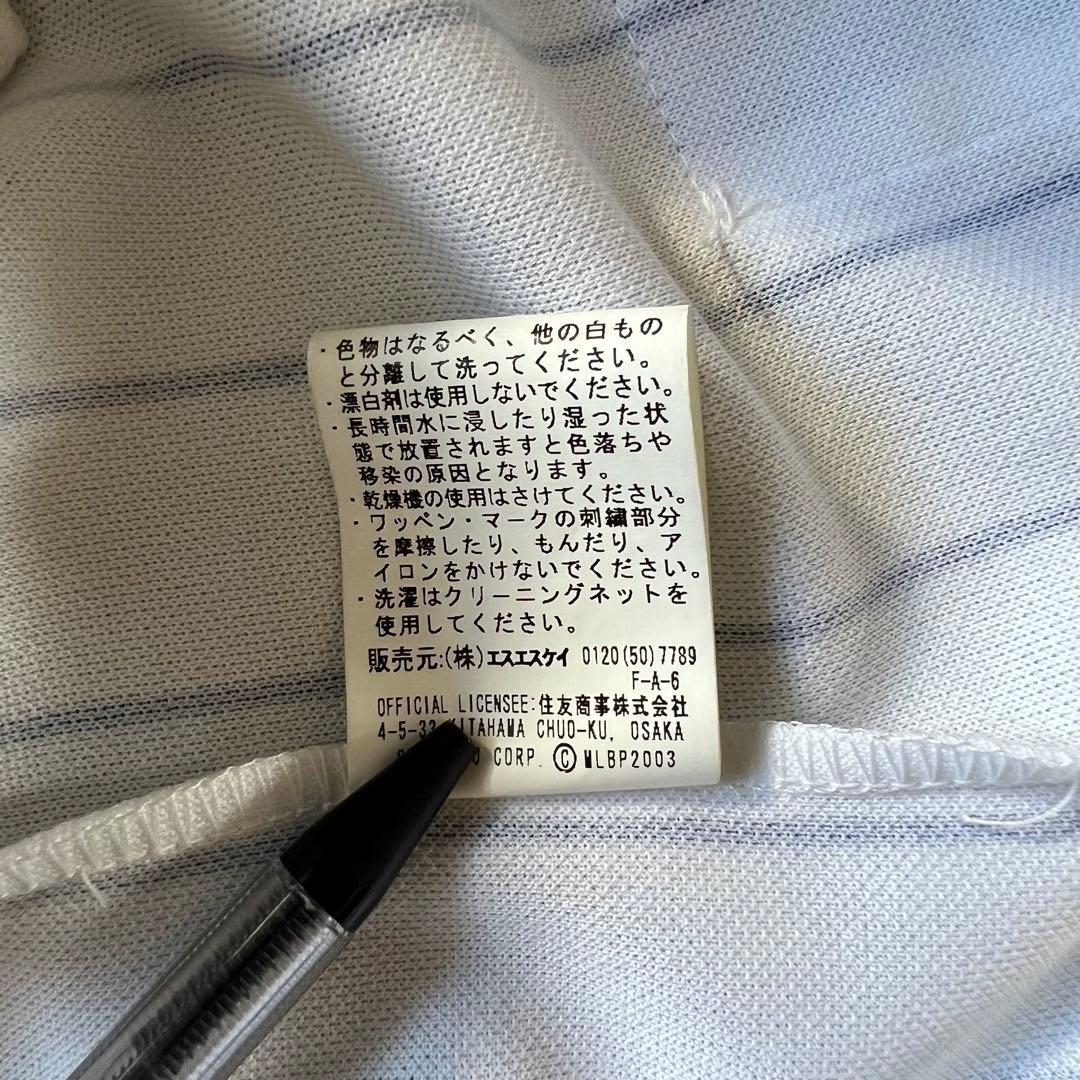 ・色物はなるべく、他の白もの
と分離して洗ってください。
・漂白剤は使用しないでください。
・長時間水に浸したり湿った状
態で放置されますと色落ちや
移染の原因となります。
・乾燥機の使用はさけてください。
・ワッペン・マークの刺繍部分
を摩擦したり、もんだり、ア
イロンをかけないでください。
・洗濯はクリーニングネットを
使用してください。
販売元:(株)エスエスケイ 0120(50)7789
F-A-6
OFFICIAL LICENSEE:住友商事株式会社
4-5-33 KITAHAMA CHUO-KU, OSAKA
CORP. ©MLBP2003